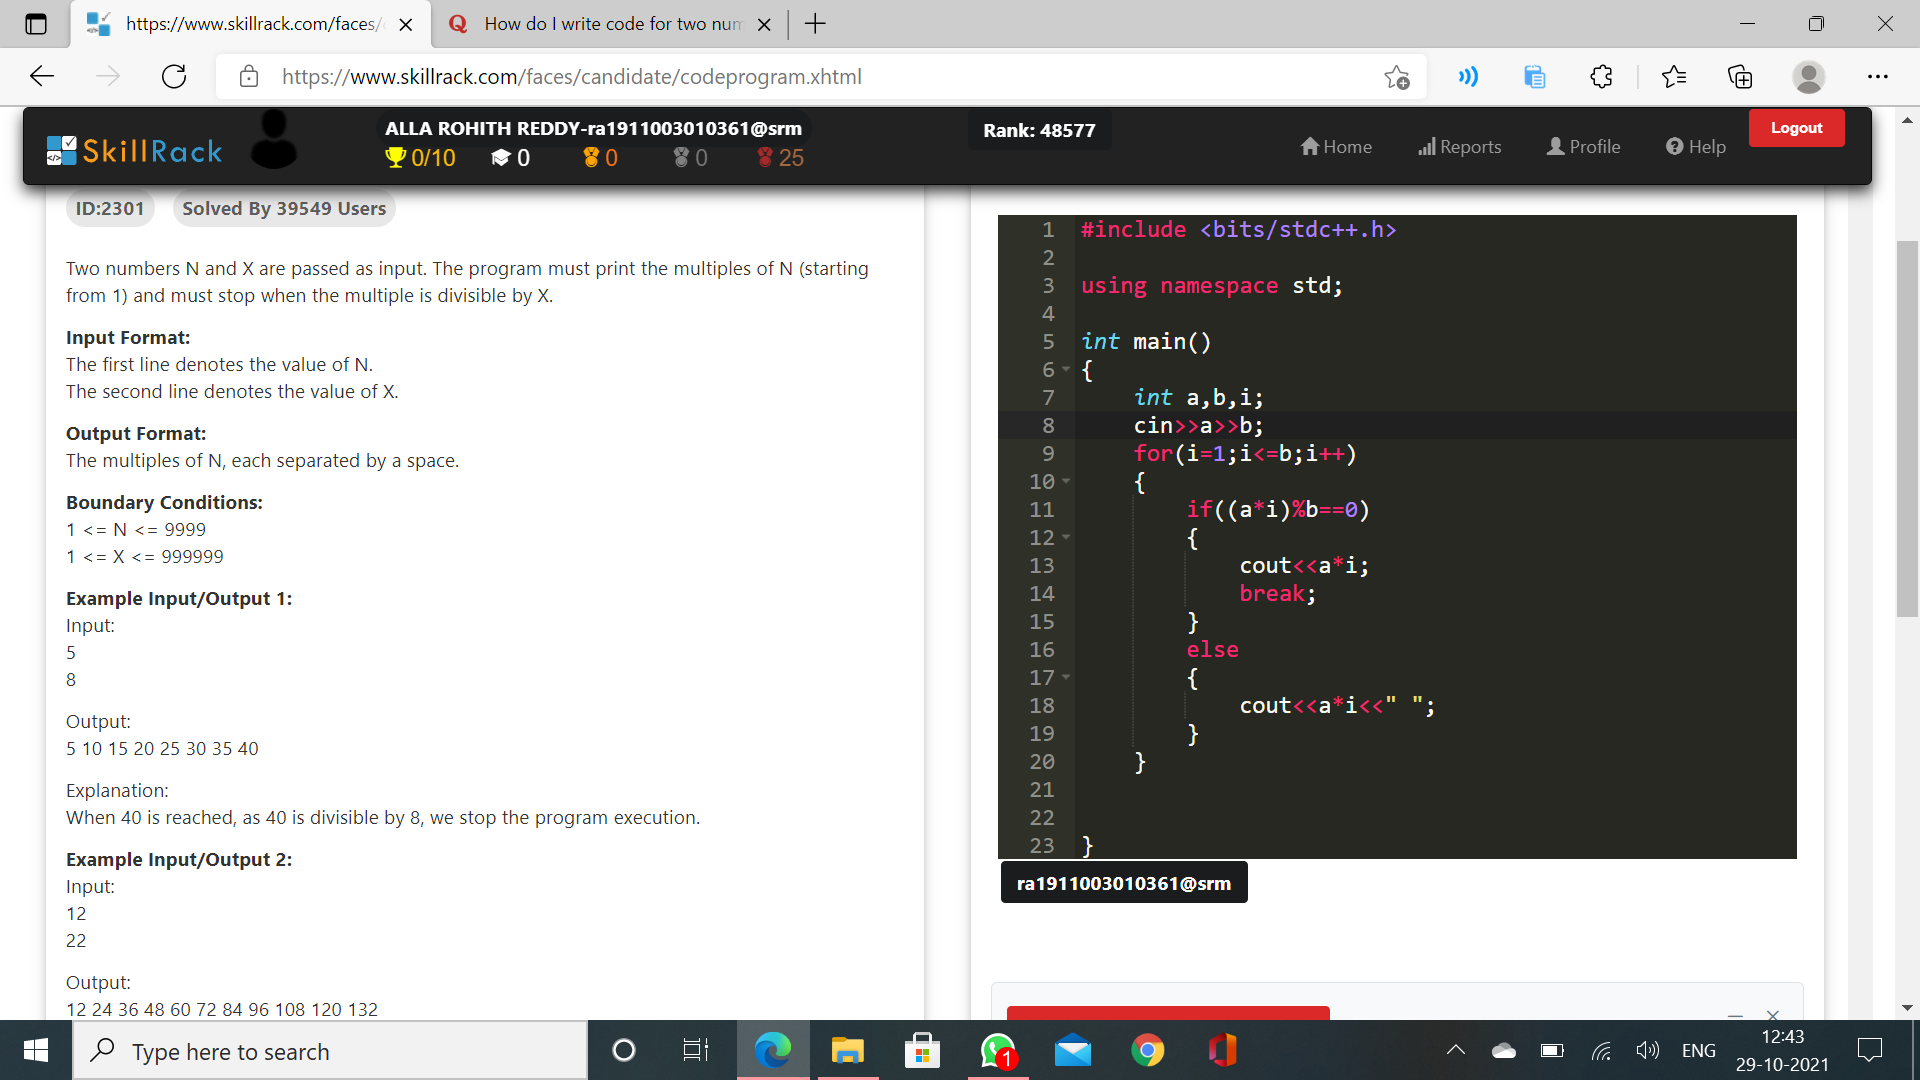 https://www.skillrack.com/faces/
How do I write code for two num
https://www.skillrack.com/faces/candidate/codeprogram.xhtml
SkillRack
ALLA ROHITH REDDY-ra1911003010361@srm
0/10 0 0 0 25
Rank: 48577
Home Reports Profile Help Logout
ID:2301 Solved By 39549 Users
Two numbers N and X are passed as input. The program must print the multiples of N (starting
from 1) and must stop when the multiple is divisible by X.
Input Format:
The first line denotes the value of N.
The second line denotes the value of X.
Output Format:
The multiples of N, each separated by a space.
Boundary Conditions:
1 <= N <= 9999
1 <= X <= 999999
Example Input/Output 1:
Input:
5
8
Output:
5 10 15 20 25 30 35 40
Explanation:
When 40 is reached, as 40 is divisible by 8, we stop the program execution.
Example Input/Output 2:
Input:
12
22
Output:
12 24 36 48 60 72 84 96 108 120 132
1 #include <bits/stdc++.h>
2
3 using namespace std;
4
5 int main()
6 {
7 int a,b,i;
8 cin>>a>>b;
9 for(i=1;i<=b;i++)
10 {
11 if((a*i)%b==0)
12 {
13 cout<<a*i;
14 break;
15 }
16 else
17 {
18 cout<<a*i<<" ";
19 }
20 }
21
22
23 }
ra1911003010361@srm
Type here to search
1
ENG
12:43
29-10-2021